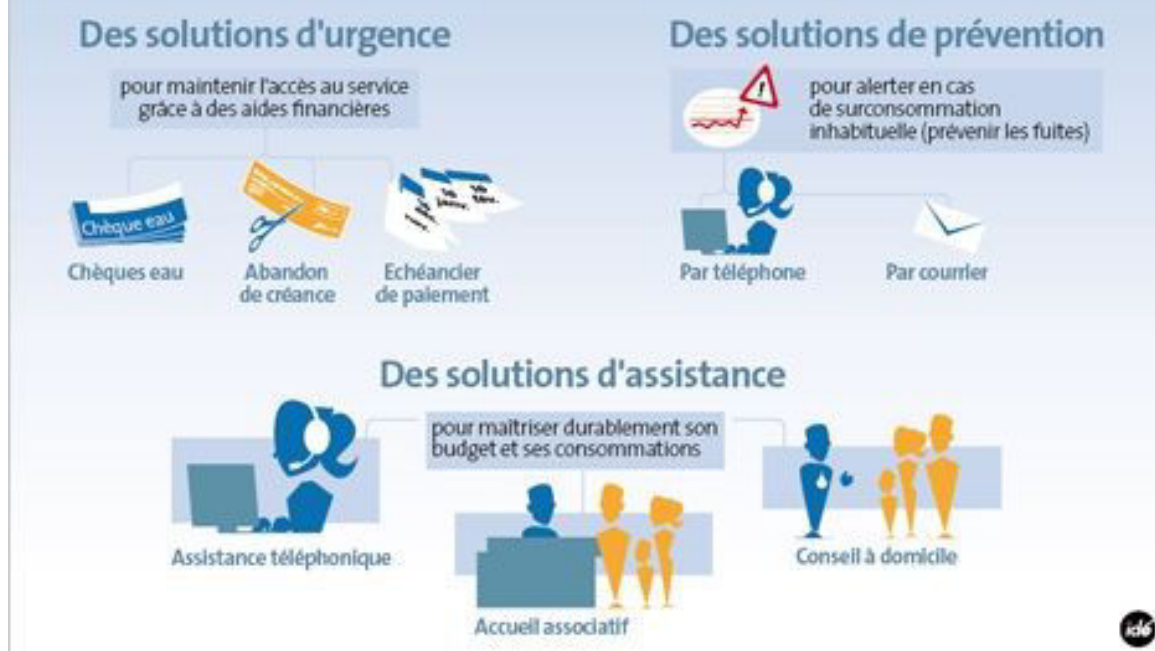 Des solutions d'urgence
pour maintenir l'accès au service
grâce à des aides financières
Chèque eau
Chèques eau
Abandon
de créance
Echéancier
de paiement
Des solutions de prévention
!
pour alerter en cas
de surconsommation
inhabituelle (prévenir les fuites)
Par téléphone
Par courrier
Des solutions d'assistance
pour maîtriser durablement son
budget et ses consommations
Assistance téléphonique
Accueil associatif
Conseil à domicile
idé